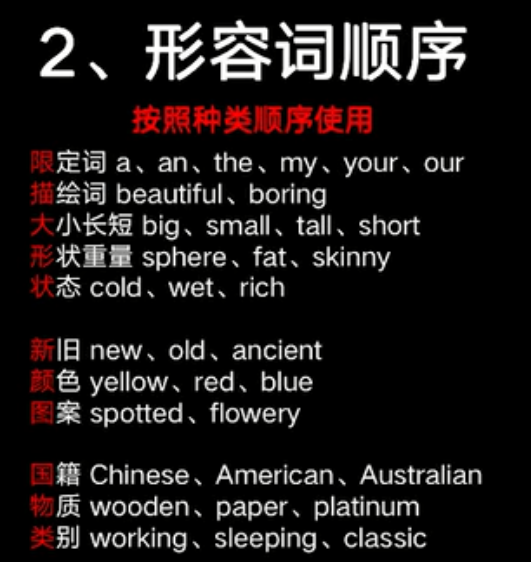 2、形容词顺序
按照种类顺序使用
限定词 a、an、the、my、your、our
描绘词 beautiful、boring
大小长短 big、small、tall、short
形状重量 sphere、fat、skinny
状态 cold、wet、rich
新旧 new、old、ancient
颜色 yellow、red、blue
图案 spotted、flowery
国籍 Chinese、American、Australian
物质 wooden、paper、platinum
类别 working、sleeping、classic